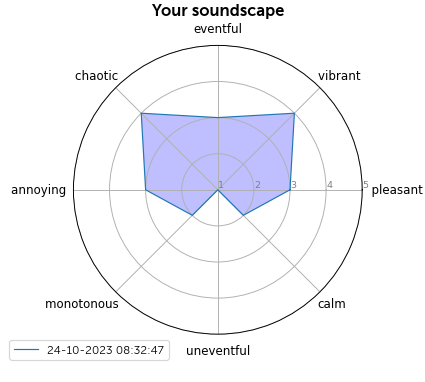 Your soundscape
eventful
chaotic
vibrant
annoying
1 2 3 4 5
pleasant
monotonous
calm
24-10-2023 08:32:47
uneventful